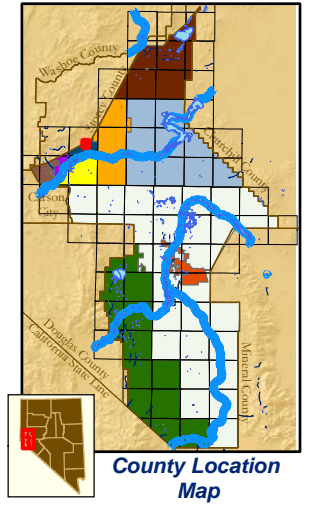 Washoe County
Storey County
Churchill County
Carson
City
Douglas County
California State Line
Mineral County
County Location
Map